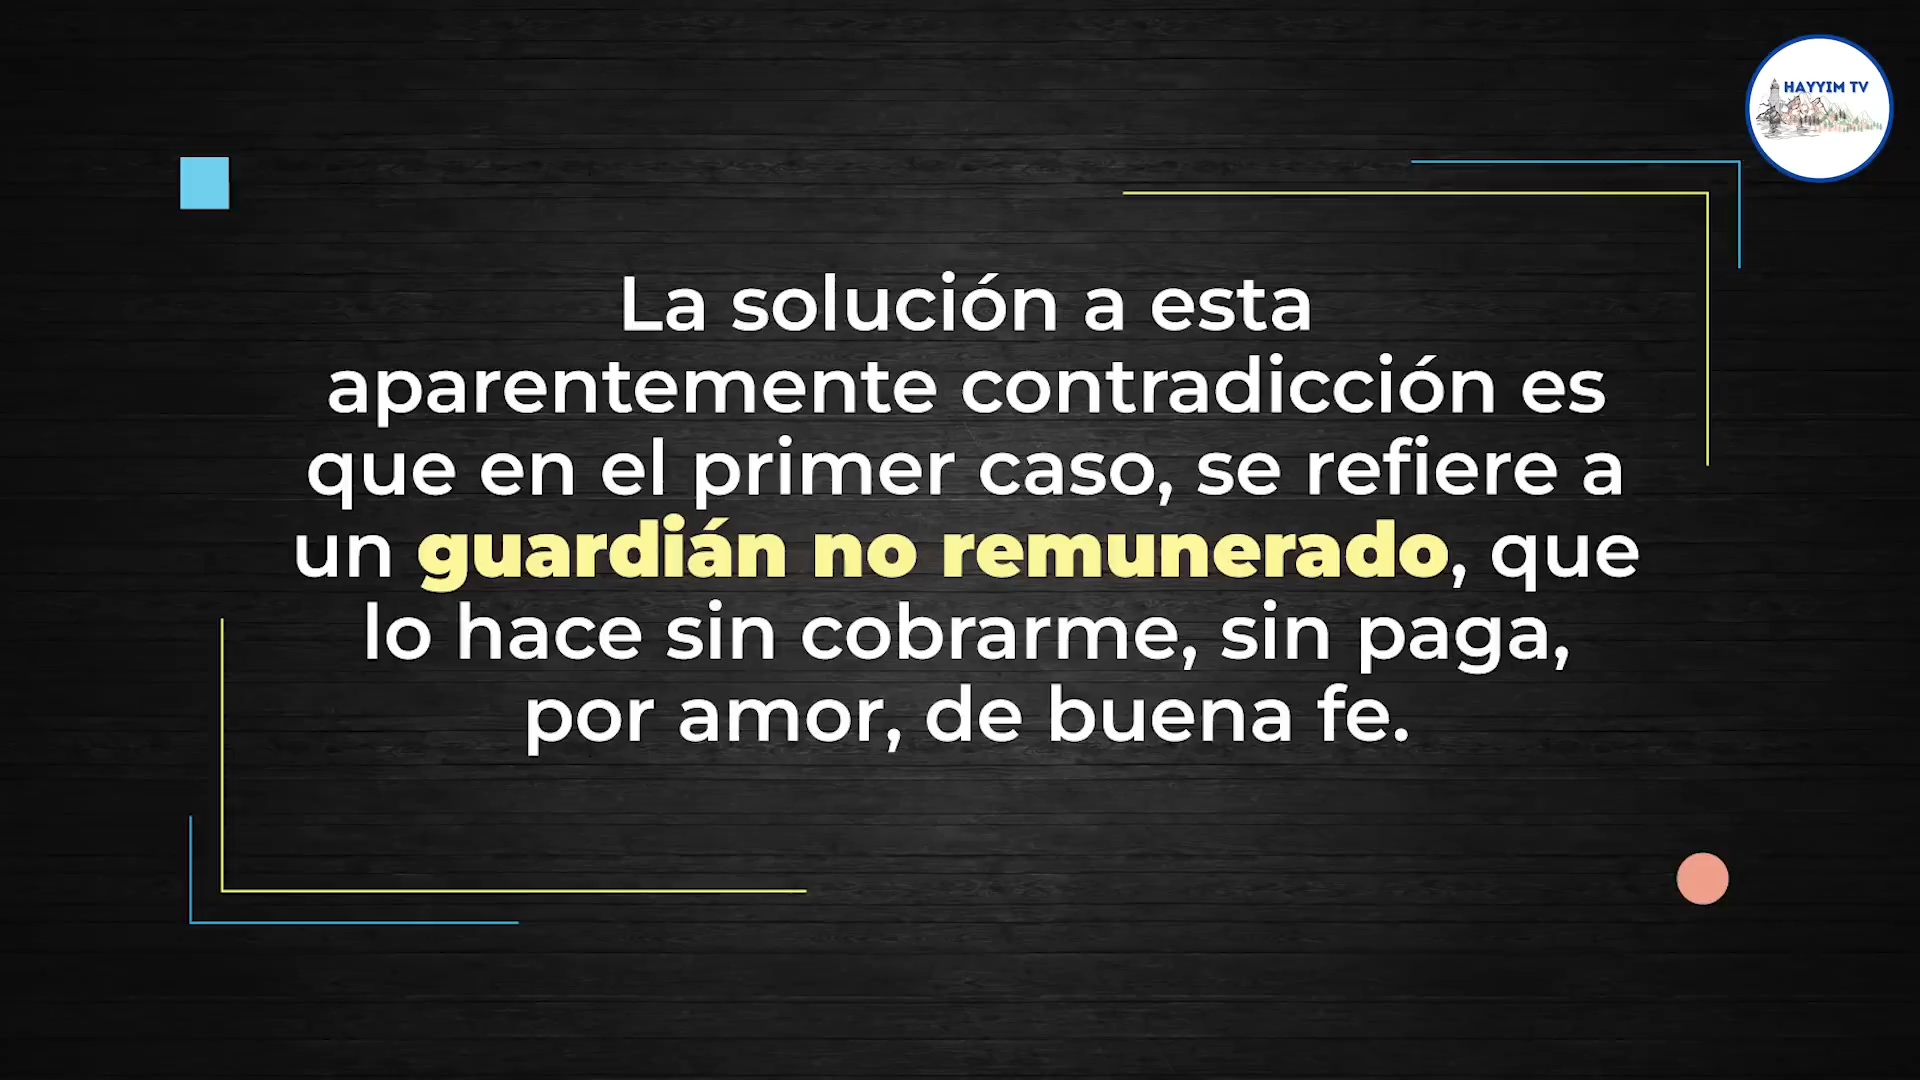 HAYYIM TV
La solución a esta
aparentemente contradicción es
que en el primer caso, se refiere a
un guardián no remunerado, que
lo hace sin cobrarme, sin paga,
por amor, de buena fe.